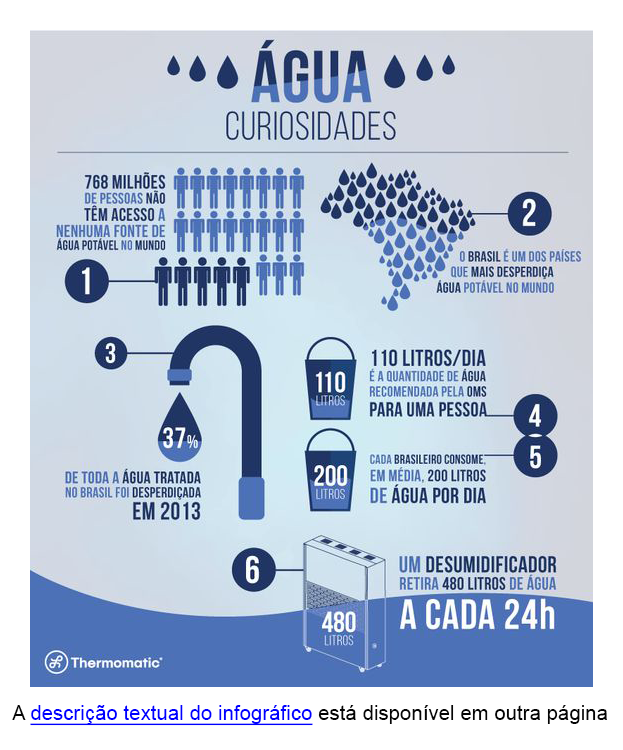 ÁGUA
CURIOSIDADES
768 MILHÕES
DE PESSOAS NÃO
TÊM ACESSO A
NENHUMA FONTE DE
ÁGUA POTÁVEL NO MUNDO
1
2
O BRASIL É UM DOS PAÍSES
QUE MAIS DESPERDIÇA
ÁGUA POTÁVEL NO MUNDO
3
37%
DE TODA A ÁGUA TRATADA
NO BRASIL FOI DESPERDIÇADA
EM 2013
110
LITROS
110 LITROS/DIA
É A QUANTIDADE DE ÁGUA
RECOMENDADA PELA OMS
PARA UMA PESSOA
4
5
200
LITROS
CADA BRASILEIRO CONSOME,
EM MÉDIA, 200 LITROS
DE ÁGUA POR DIA
6
480
LITROS
UM DESUMIDIFICADOR
RETIRA 480 LITROS DE ÁGUA
A CADA 24h
Thermomatic®
A descrição textual do infográfico está disponível em outra página